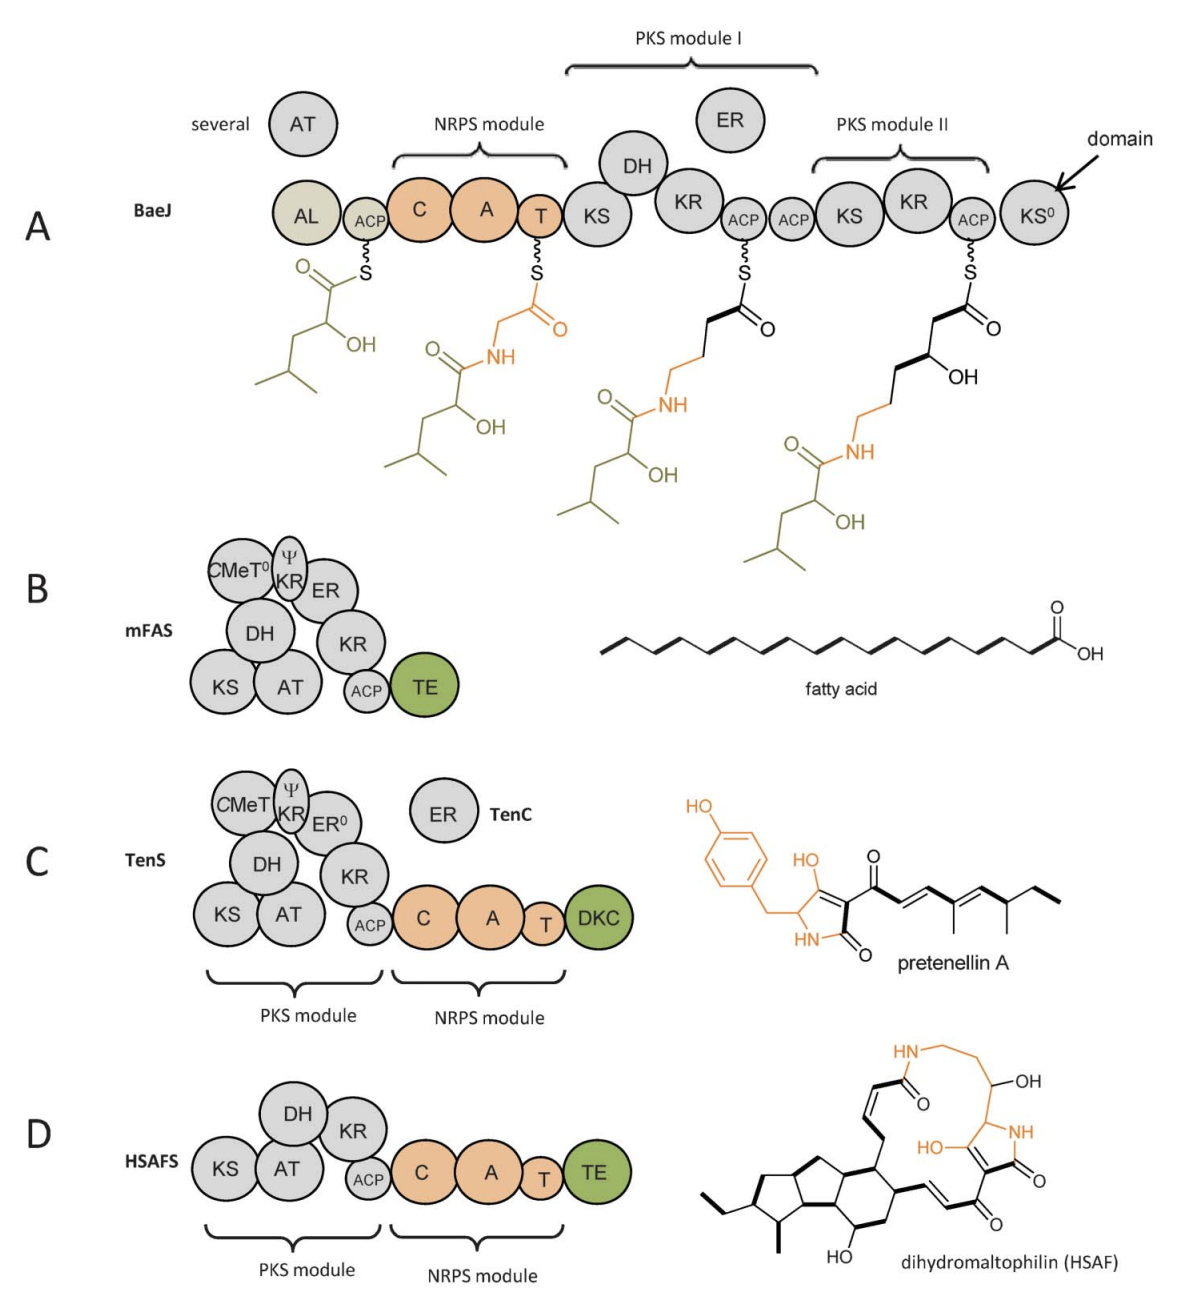 PKS module I
several
AT
NRPS module
ER
PKS module II
domain
A
BaeJ
AL
ACP
C
A
T
KS
DH
KR
ACP
ACP
KS
KR
ACP
KS⁰
S
S
S
S
O
OH
O
NH
O
OH
O
O
NH
OH
O
OH
O
NH
OH
B
mFAS
CMeT⁰
Ψ
KR
ER
DH
KR
KS
AT
ACP
TE
O
OH
fatty acid
C
TenS
CMeT
Ψ
KR
ER⁰
ER
TenC
DH
KR
KS
AT
ACP
C
A
T
DKC
PKS module
NRPS module
HO
HO
O
HN
O
pretenellin A
D
HSAFS
DH
KR
KS
AT
ACP
C
A
T
TE
PKS module
NRPS module
HN
OH
O
NH
HO
O
O
HO
dihydromaltophilin (HSAF)